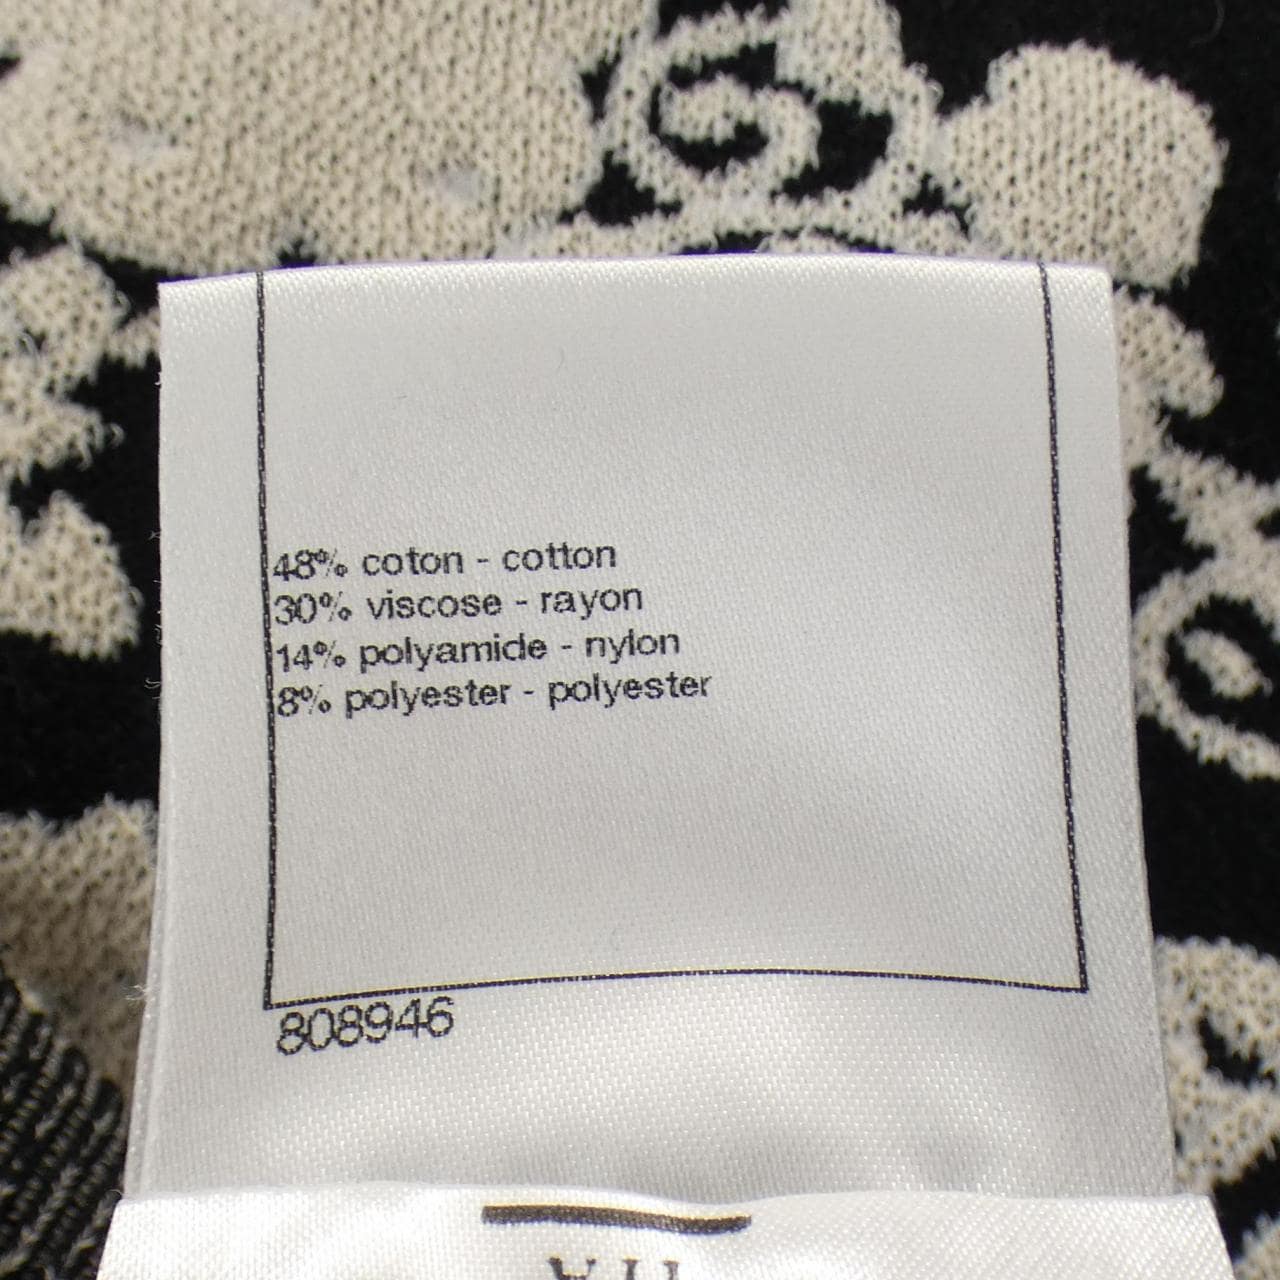 48% coton - cotton
30% viscose - rayon
14% polyamide - nylon
8% polyester - polyester
808946